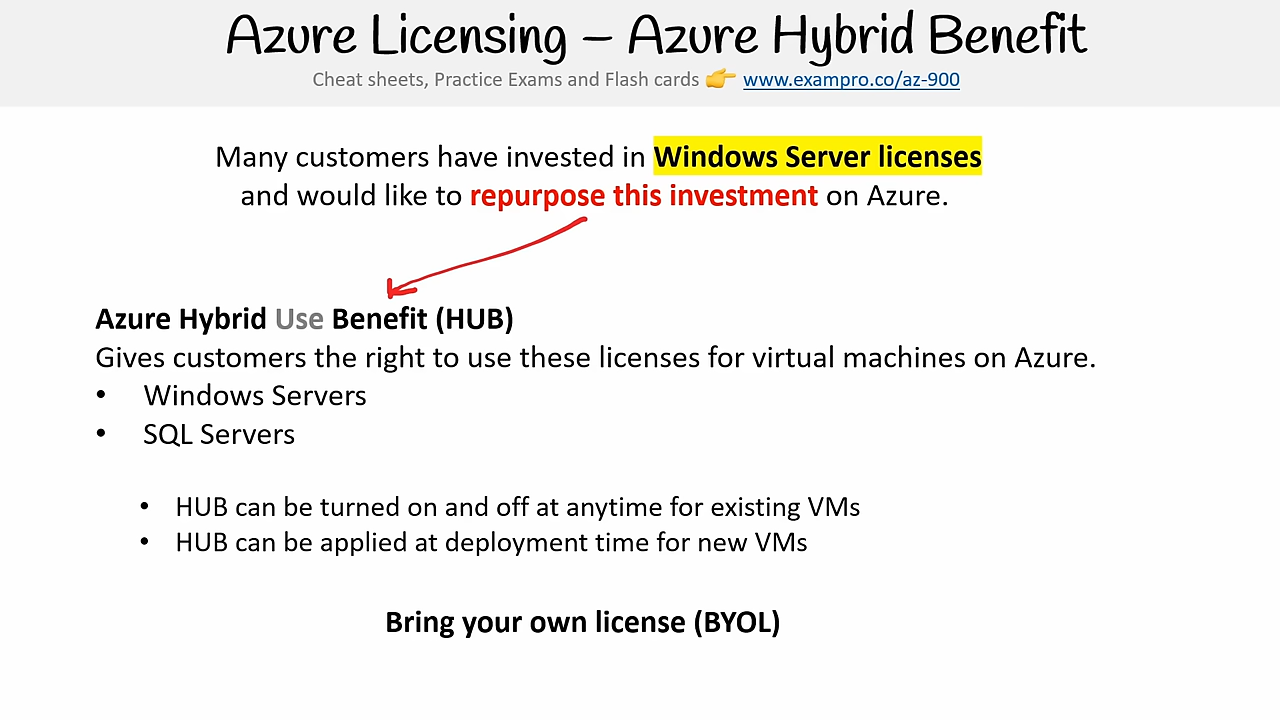 Azure Licensing – Azure Hybrid Benefit
Cheat sheets, Practice Exams and Flash cards 👉 www.exampro.co/az-900
Many customers have invested in Windows Server licenses
and would like to repurpose this investment on Azure.
Azure Hybrid Use Benefit (HUB)
Gives customers the right to use these licenses for virtual machines on Azure.
• Windows Servers
• SQL Servers
• HUB can be turned on and off at anytime for existing VMs
• HUB can be applied at deployment time for new VMs
Bring your own license (BYOL)